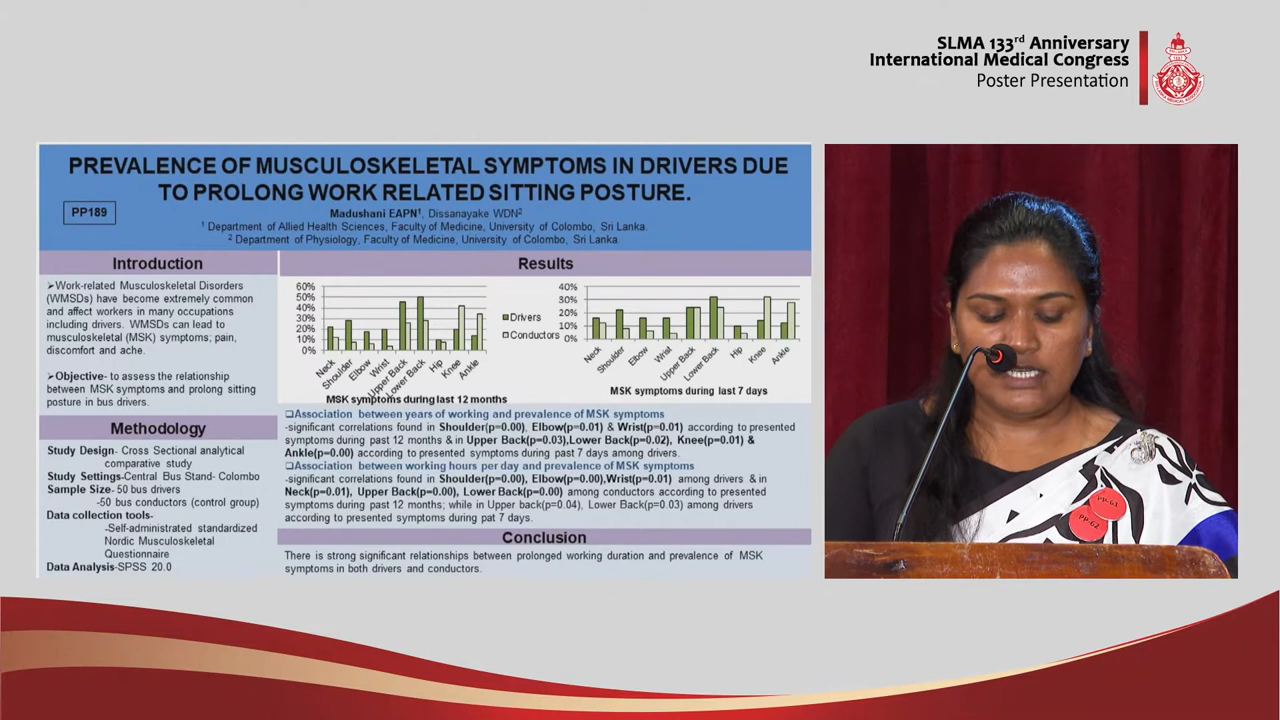 SLMA 133rd Anniversary
International Medical Congress
Poster Presentation
PREVALENCE OF MUSCULOSKELETAL SYMPTOMS IN DRIVERS DUE
TO PROLONG WORK RELATED SITTING POSTURE.
PP189
Madushani EAPN1, Dissanayake WDN2
1 Department of Allied Health Sciences, Faculty of Medicine, University of Colombo, Sri Lanka.
2 Department of Physiology, Faculty of Medicine, University of Colombo, Sri Lanka
Introduction
➢Work-related Musculoskeletal Disorders
(WMSDs) have become extremely common
and affect workers in many occupations
including drivers. WMSDs can lead to
musculoskeletal (MSK) symptoms; pain,
discomfort and ache.
➢Objective- to assess the relationship
between MSK symptoms and prolong sitting
posture in bus drivers.
Methodology
Study Design- Cross Sectional analytical
comparative study
Study Settings-Central Bus Stand- Colombo
Sample Size- 50 bus drivers
-50 bus conductors (control group)
Data collection tools-
-Self-administrated standardized
Nordic Musculoskeletal
Questionnaire
Data Analysis-SPSS 20.0
Results
60%
50%
40%
30%
20%
10%
0%
Neck
Shoulder
Elbow
Wrist
Upper Back
Lower Back
Hip
Knee
Ankle
MSK symptoms during last 12 months
Drivers
Conductors
40%
30%
20%
10%
0%
Neck
Shoulder
Elbow
Wrist
Upper Back
Lower Back
Hip
Knee
Ankle
MSK symptoms during last 7 days
❑Association between years of working and prevalence of MSK symptoms
-significant correlations found in Shoulder(p=0.00), Elbow(p=0.01) & Wrist(p=0.01) according to presented
symptoms during past 12 months & in Upper Back(p=0.03),Lower Back(p=0.02), Knee(p=0.01) &
Ankle(p=0.00) according to presented symptoms during past 7 days among drivers.
❑Association between working hours per day and prevalence of MSK symptoms
-significant correlations found in Shoulder(p=0.00), Elbow(p=0.00),Wrist(p=0.01) among drivers & in
Neck(p=0.01), Upper Back(p=0.00), Lower Back(p=0.00) among conductors according to presented
symptoms during past 12 months; while in Upper back(p=0.04), Lower Back(p=0.03) among drivers
according to presented symptoms during pat 7 days.
Conclusion
There is strong significant relationships between prolonged working duration and prevalence of MSK
symptoms in both drivers and conductors.
PP-61
PP-62